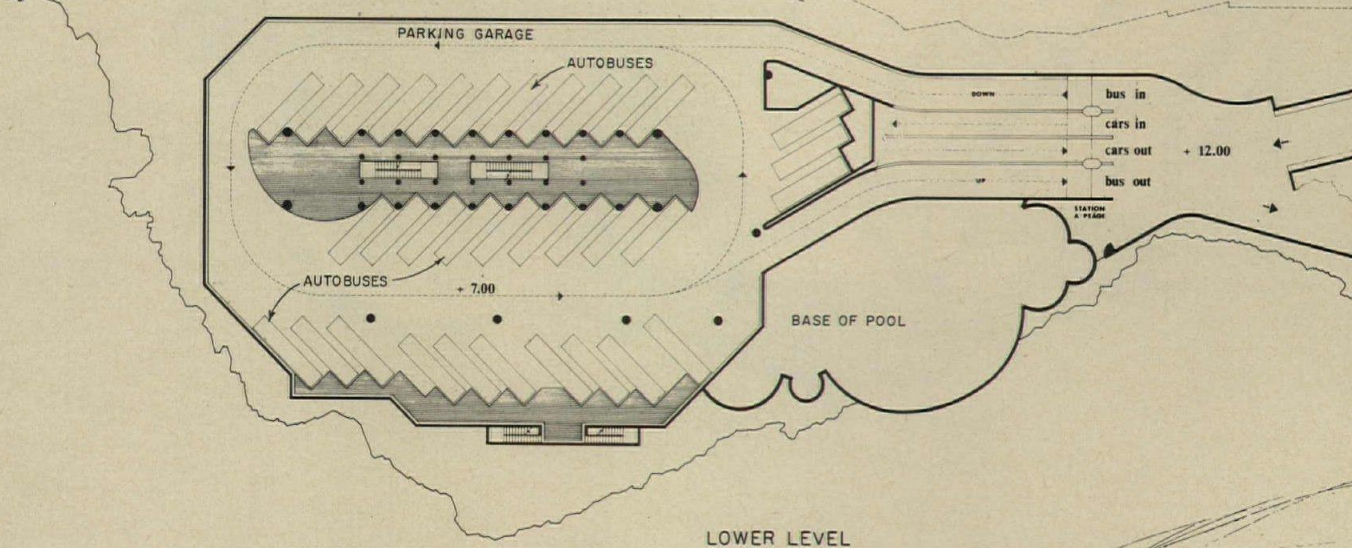 PARKING GARAGE
AUTOBUSES
DOWN
bus in
cars in
cars out
+ 12.00
UP
bus out
STATION
A PEAGE
AUTOBUSES
+ 7.00
BASE OF POOL
LOWER LEVEL